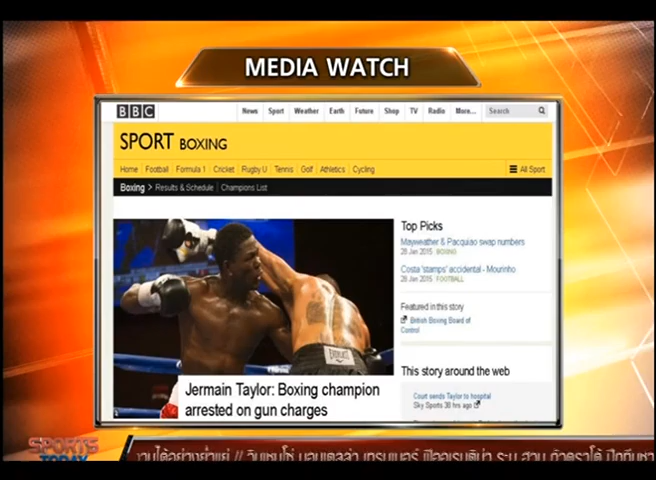 MEDIA WATCH
BBC News Sport Weather Earth Future Shop TV Radio More... Search
SPORT BOXING
Home Football Formula 1 Cricket Rugby U Tennis Golf Athletics Cycling All Sport
Boxing > Results & Schedule Champions List
Top Picks
Mayweather & Pacquiao swap numbers
28 Jan 2015 BOXING
Costa 'stamps' accidental - Mourinho
28 Jan 2015 FOOTBALL
Featured in this story
British Boxing Board of
Control
EVERLAST
Jermain Taylor: Boxing champion
arrested on gun charges
This story around the web
Court sends Taylor to hospital
Sky Sports 38 hrs ago
SPORTS
TODAY